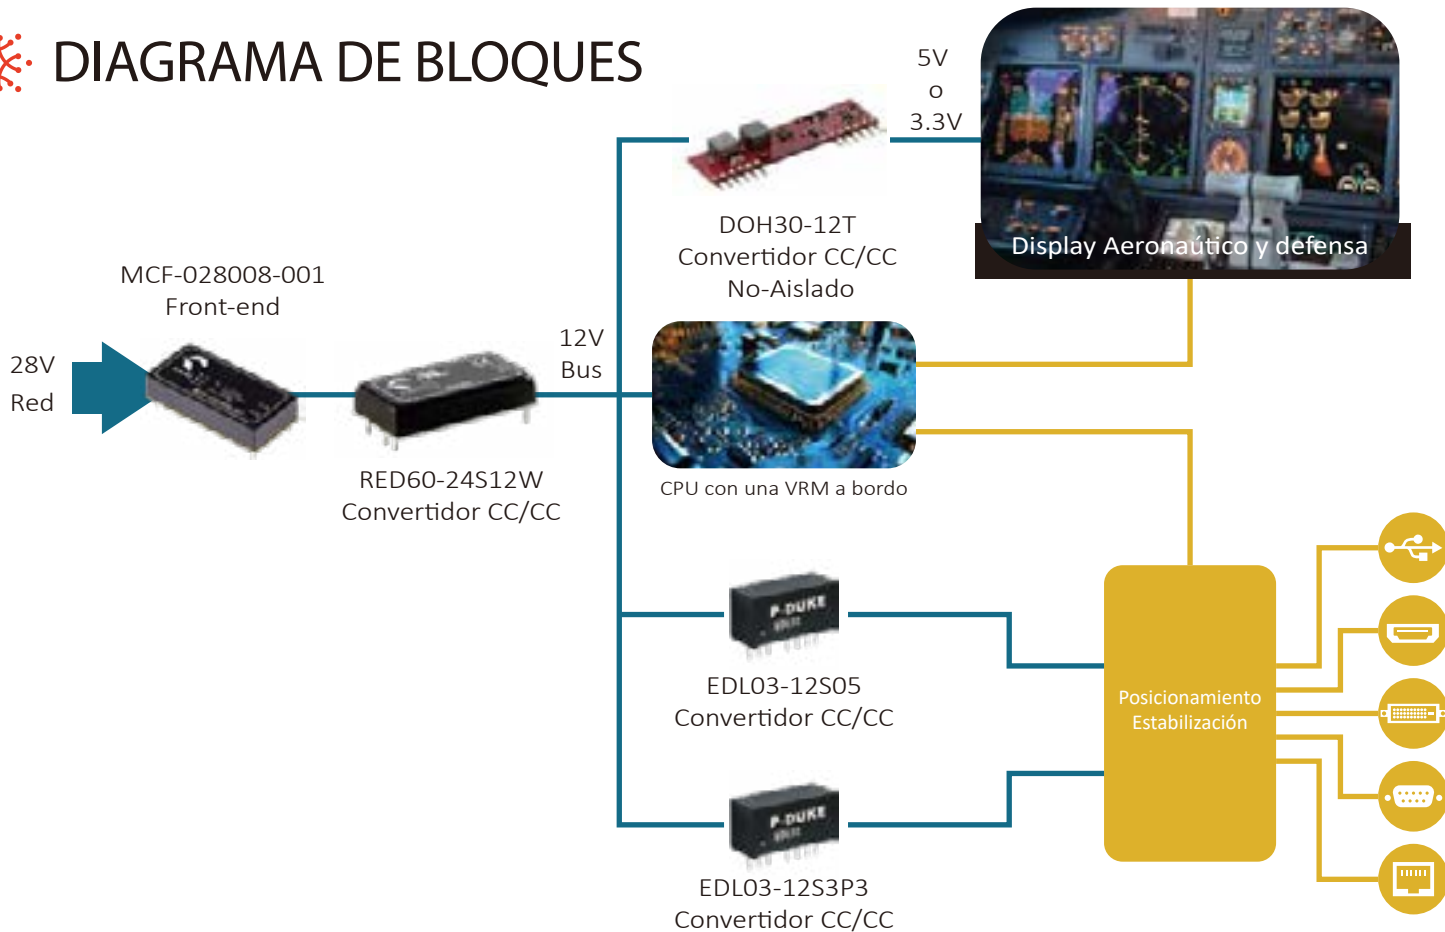 DIAGRAMA DE BLOQUES
5V
o
3.3V
DOH30-12T
Convertidor CC/CC
No-Aislado
Display Aeronaútico y defensa
MCF-028008-001
Front-end
28V
Red
12V
Bus
RED60-24S12W
Convertidor CC/CC
CPU con una VRM a bordo
P-DUKE
EDL03-12S05
Convertidor CC/CC
Posicionamiento
Estabilización
P-DUKE
EDL03-12S3P3
Convertidor CC/CC